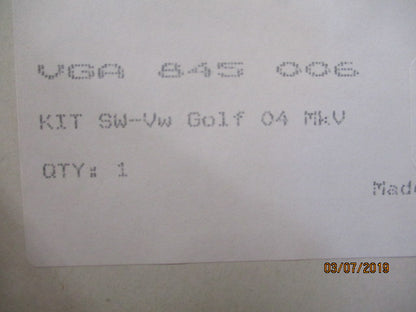 VGA 845 006
KIT SW-Vw Golf 04 MkV
QTY: 1
Made
03/07/2019